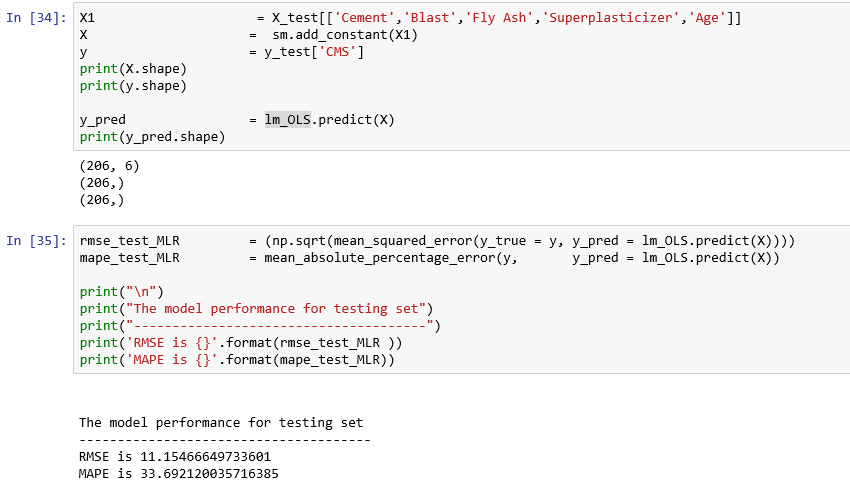 In [34]: X1 = X_test[['Cement','Blast','Fly Ash','Superplasticizer','Age']]
X = sm.add_constant(X1)
y = y_test['CMS']
print(X.shape)
print(y.shape)
y_pred = lm_OLS.predict(X)
print(y_pred.shape)
(206, 6)
(206,)
(206,)
In [35]: rmse_test_MLR = (np.sqrt(mean_squared_error(y_true = y, y_pred = lm_OLS.predict(X))))
mape_test_MLR = mean_absolute_percentage_error(y, y_pred = lm_OLS.predict(X))
print("\n")
print("The model performance for testing set")
print("--------------------------------------")
print('RMSE is {}'.format(rmse_test_MLR ))
print('MAPE is {}'.format(mape_test_MLR))
The model performance for testing set
--------------------------------------
RMSE is 11.15466649733601
MAPE is 33.692120035716385